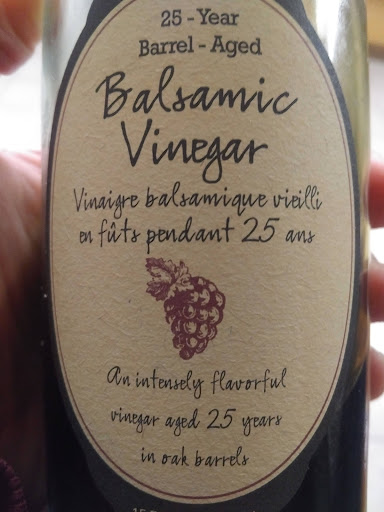 25-Year
Barrel-Aged
Balsamic
Vinegar
Vinaigre balsamique vieilli
en fûts pendant 25 ans
An intensely flavorful
vinegar aged 25 years
in oak barrels